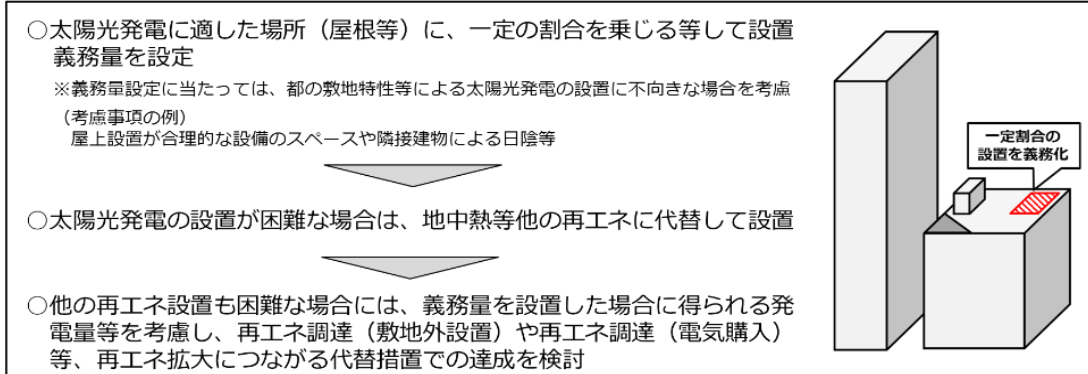 ○太陽光発電に適した場所（屋根等）に、一定の割合を乗じる等して設置
義務量を設定
※義務量設定に当たっては、都の敷地特性等による太陽光発電の設置に不向きな場合を考慮
（考慮事項の例）
屋上設置が合理的な設備のスペースや隣接建物による日陰等
○太陽光発電の設置が困難な場合は、地中熱等他の再エネに代替して設置
○他の再エネ設置も困難な場合には、義務量を設置した場合に得られる発
電量等を考慮し、再エネ調達（敷地外設置）や再エネ調達（電気購入）
等、再エネ拡大につながる代替措置での達成を検討
一定割合の
設置を義務化